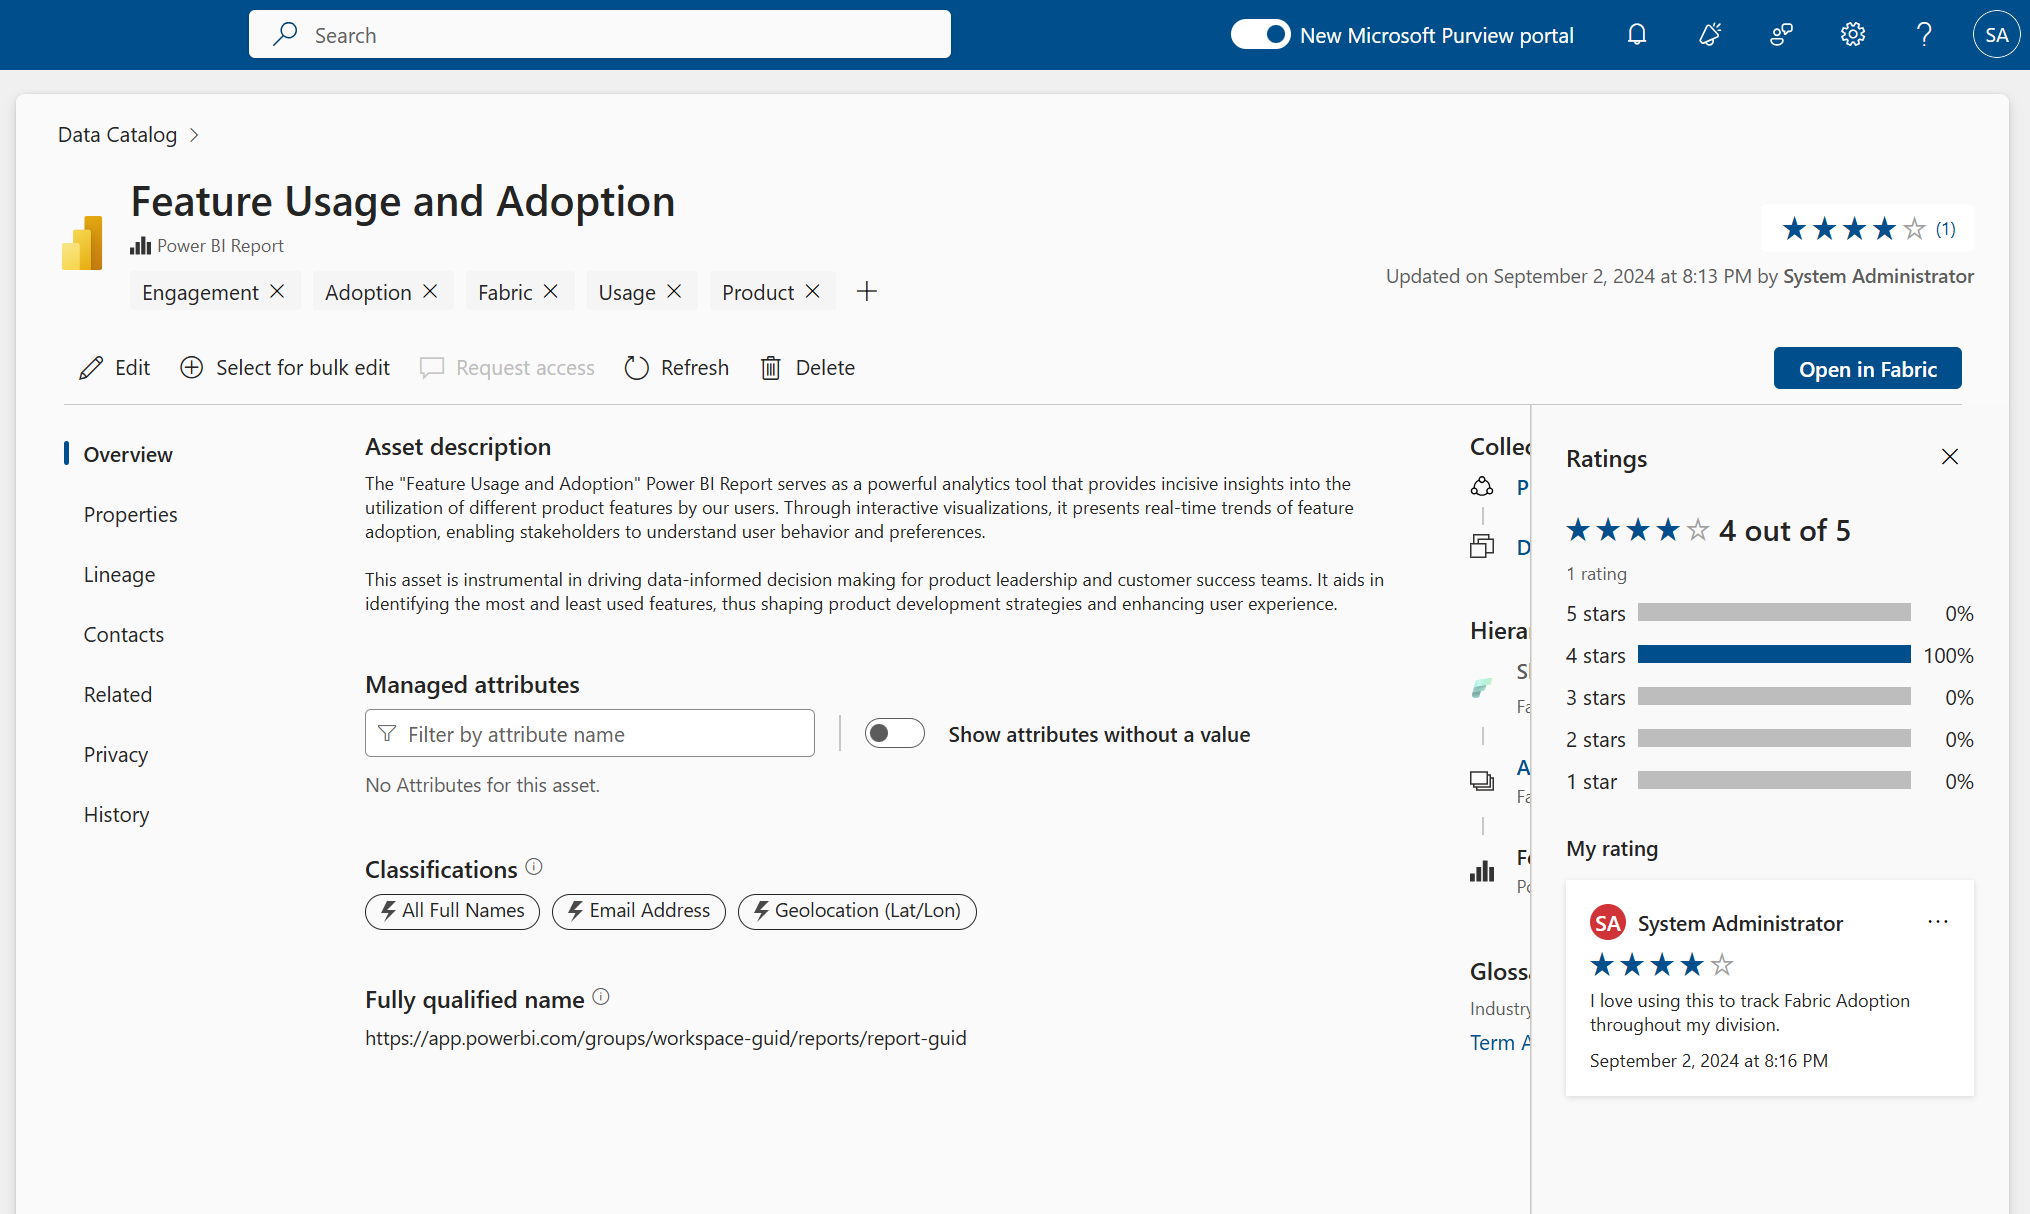 Search
New Microsoft Purview portal
SA
Data Catalog
Feature Usage and Adoption
Power BI Report
(1)
Engagement Adoption Fabric Usage Product
Updated on September 2, 2024 at 8:13 PM by System Administrator
Edit Select for bulk edit Request access Refresh Delete
Open in Fabric
Overview
Properties
Lineage
Contacts
Related
Privacy
History
Asset description
The "Feature Usage and Adoption" Power BI Report serves as a powerful analytics tool that provides incisive insights into the
utilization of different product features by our users. Through interactive visualizations, it presents real-time trends of feature
adoption, enabling stakeholders to understand user behavior and preferences.
This asset is instrumental in driving data-informed decision making for product leadership and customer success teams. It aids in
identifying the most and least used features, thus shaping product development strategies and enhancing user experience.
Managed attributes
Filter by attribute name
Show attributes without a value
No Attributes for this asset.
Classifications
All Full Names Email Address Geolocation (Lat/Lon)
Fully qualified name
https://app.powerbi.com/groups/workspace-guid/reports/report-guid
Industry
Term A
Ratings
4 out of 5
1 rating
5 stars 0%
4 stars 100%
3 stars 0%
2 stars 0%
1 star 0%
My rating
SA System Administrator
I love using this to track Fabric Adoption
throughout my division.
September 2, 2024 at 8:16 PM